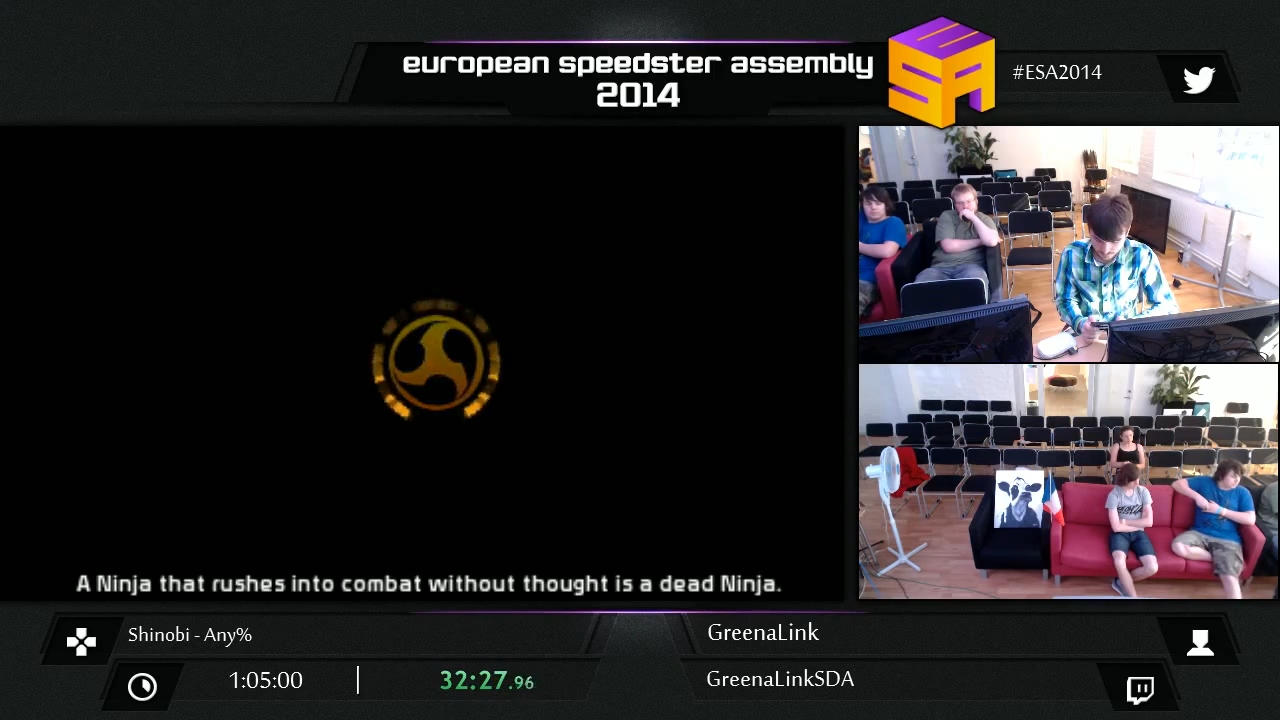 european speedster assembly
2014
ESA
#ESA2014
A Ninja that rushes into combat without thought is a dead Ninja.
Shinobi - Any%
GreenaLink
1:05:00
32:27.96
GreenaLinkSDA